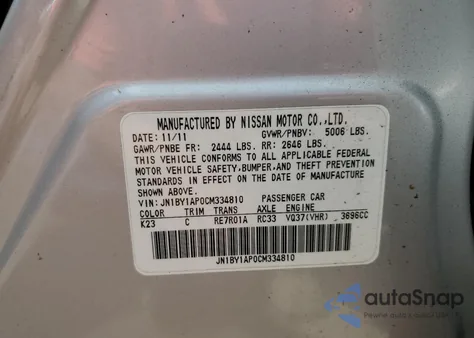 MANUFACTURED BY NISSAN MOTOR CO.,LTD.
DATE: 11/11 GVWR/PNBV: 5006 LBS.
GAWR/PNBE FR: 2444 LBS. RR: 2646 LBS.
THIS VEHICLE CONFORMS TO ALL APPLICABLE FEDERAL
MOTOR VEHICLE SAFETY,BUMPER,AND THEFT PREVENTION
STANDARDS IN EFFECT ON THE DATE OF MANUFACTURE
SHOWN ABOVE.
VIN: JN1BY1AP0CM334810 PASSENGER CAR
COLOR TRIM TRANS AXLE ENGINE
K23 C RE7R01A RC33 VQ37(VHR) 3696CC
JN1BY1AP0CM334810
autoSnap